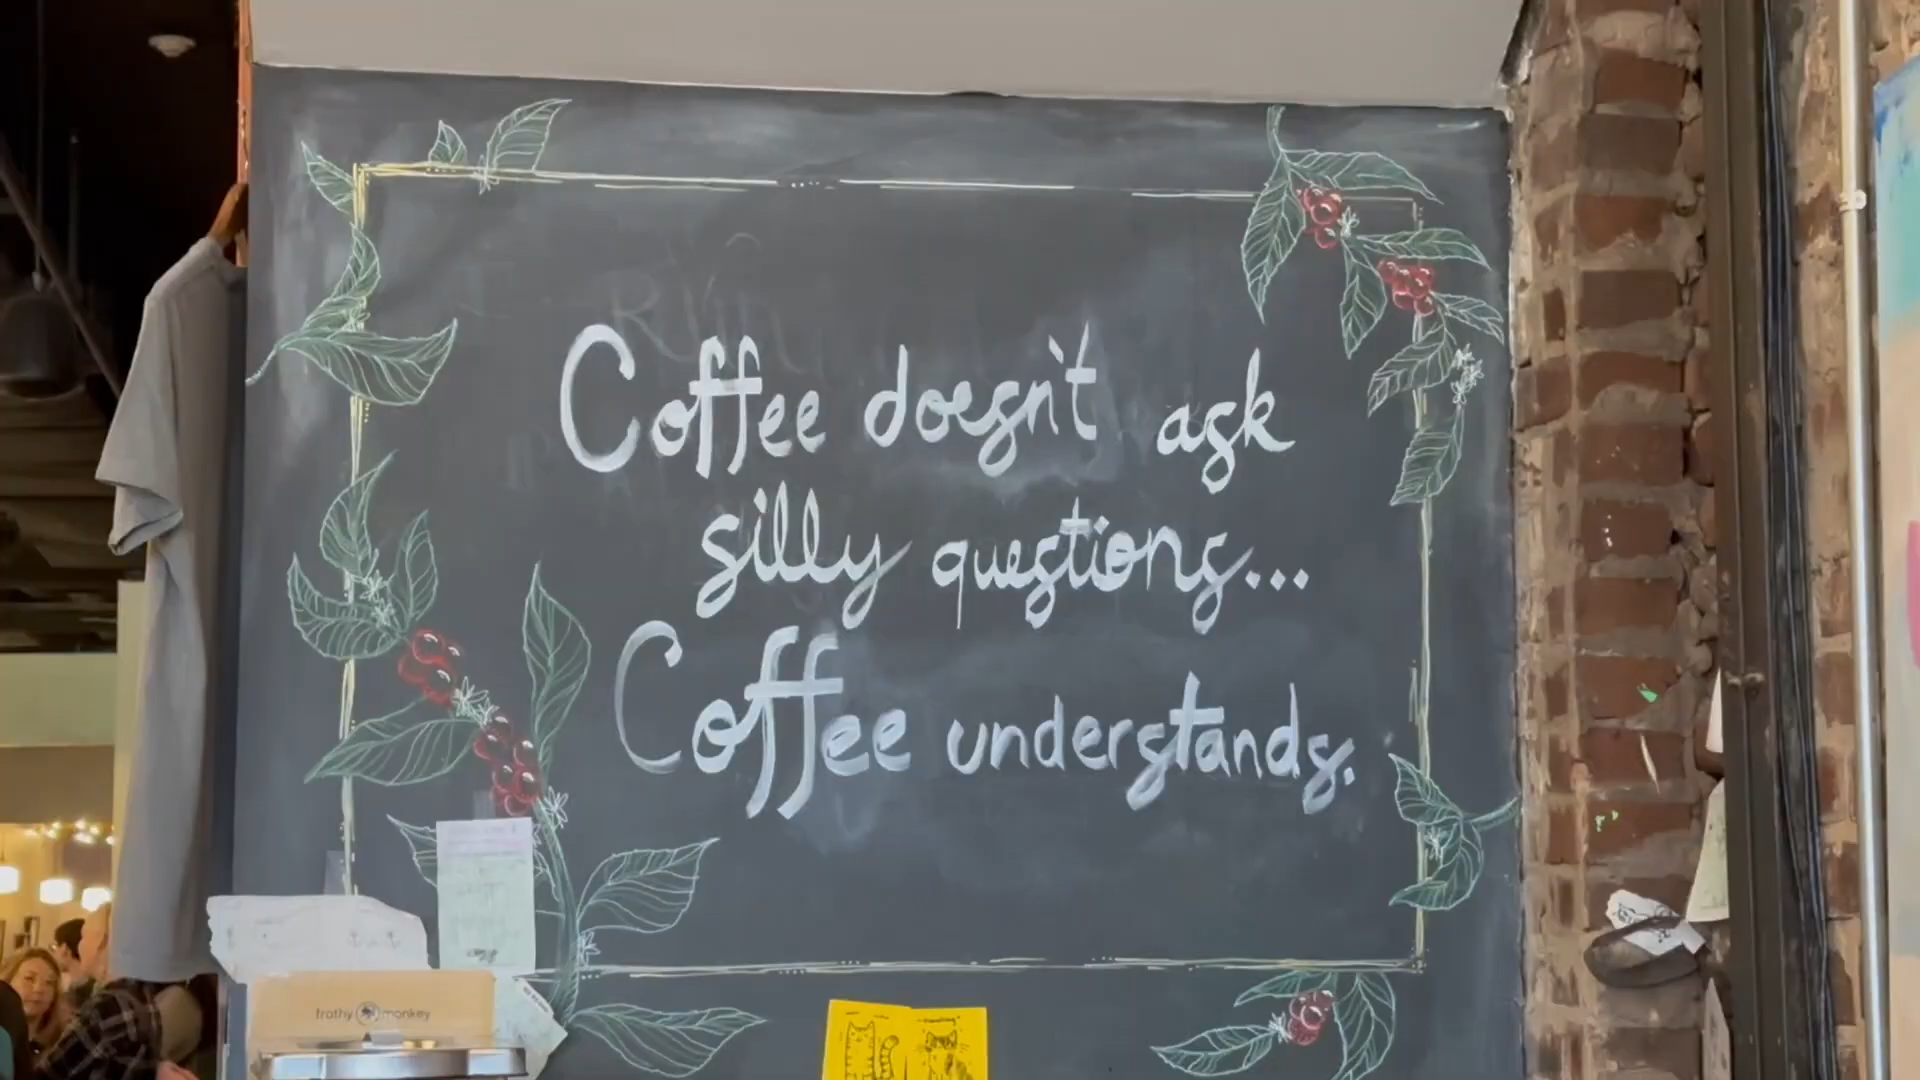 Coffee doesn't ask
silly questions...
Coffee understands.
frothy monkey